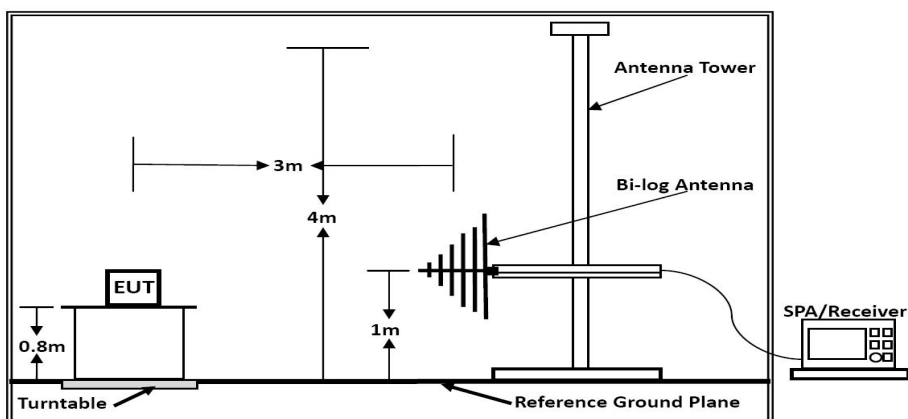 Antenna Tower
3m
Bi-log Antenna
4m
EUT
1m
SPA/Receiver
0.8m
Turntable
Reference Ground Plane